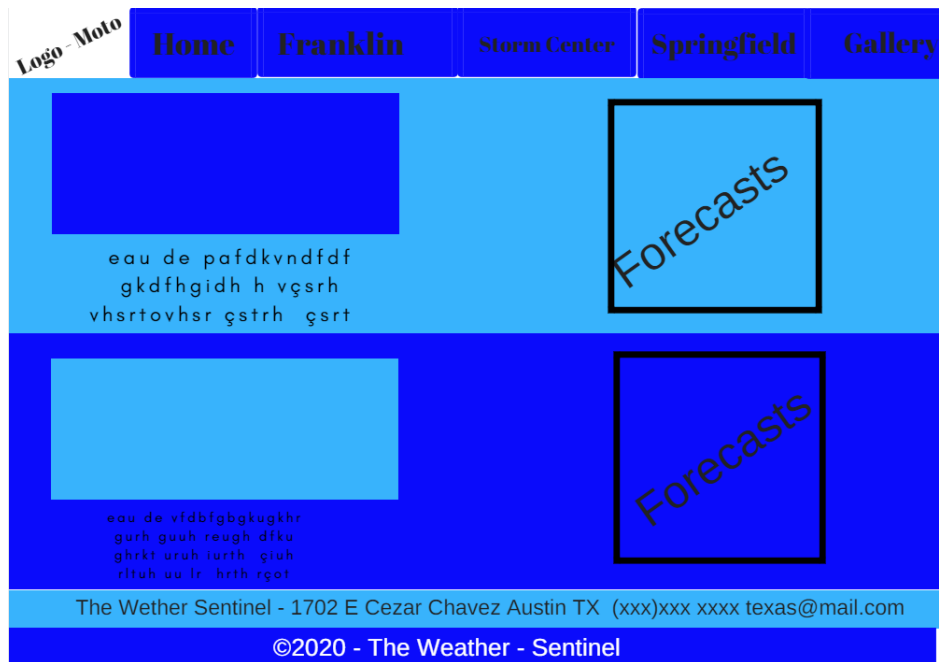 Logo - Moto
Home
Franklin
Storm Center
Springfield
Gallery
eau de pafdkvndfdf
gkdfhgidh h vçsrh
vhsrtovhsr çstrh çsrt
Forecasts
eau de vfdbfgbgkugkhr
gurh guuh reugh dfku
ghrkt uruh iurth çiuh
rltuh uu lr hrth rçot
Forecasts
The Wether Sentinel - 1702 E Cezar Chavez Austin TX (xxx)xxx xxxx texas@mail.com
©2020 - The Weather - Sentinel